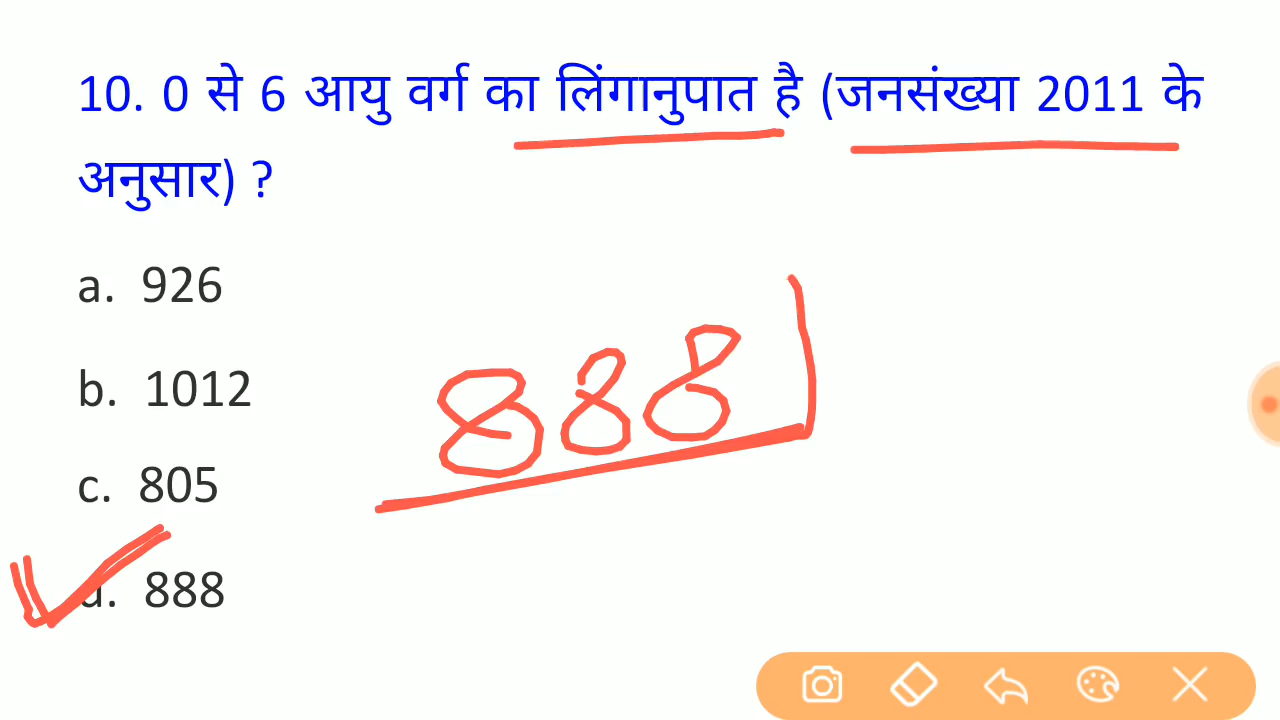 10. 0 से 6 आयु वर्ग का लिंगानुपात है (जनसंख्या 2011 के
अनुसार) ?
a. 926
b. 1012
c. 805
d. 888
888